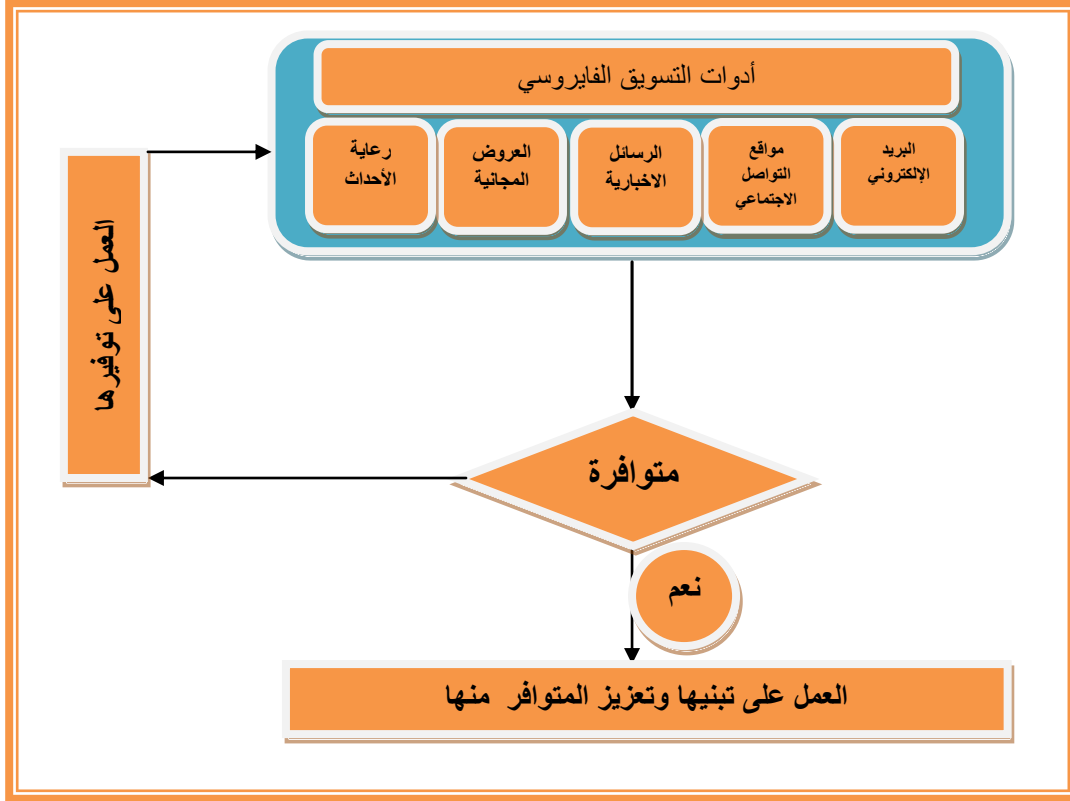 أدوات التسويق الفايروسي
البريد
الإلكتروني
مواقع
التواصل
الاجتماعي
الرسائل
الاخبارية
العروض
المجانية
رعاية
الأحداث
العمل على توفيرها
متوافرة
نعم
العمل على تبنيها وتعزيز المتوافر منها